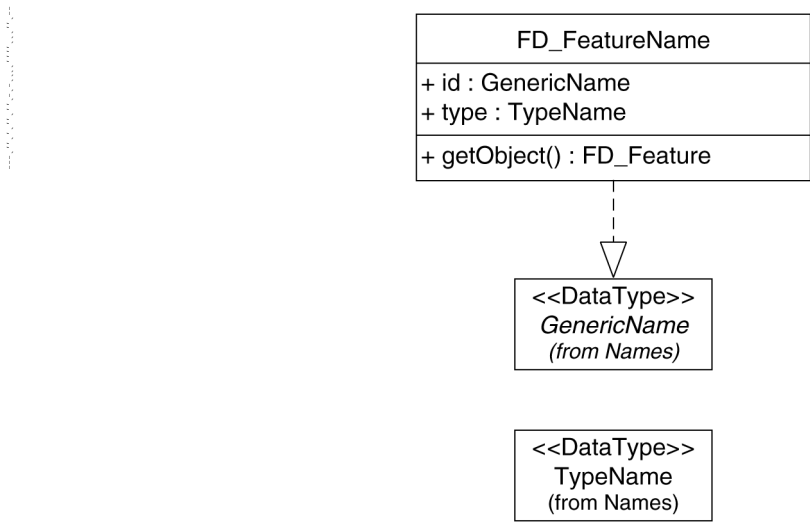 FD_FeatureName
+ id : GenericName
+ type : TypeName
+ getObject() : FD_Feature
<<DataType>>
GenericName
(from Names)
<<DataType>>
TypeName
(from Names)